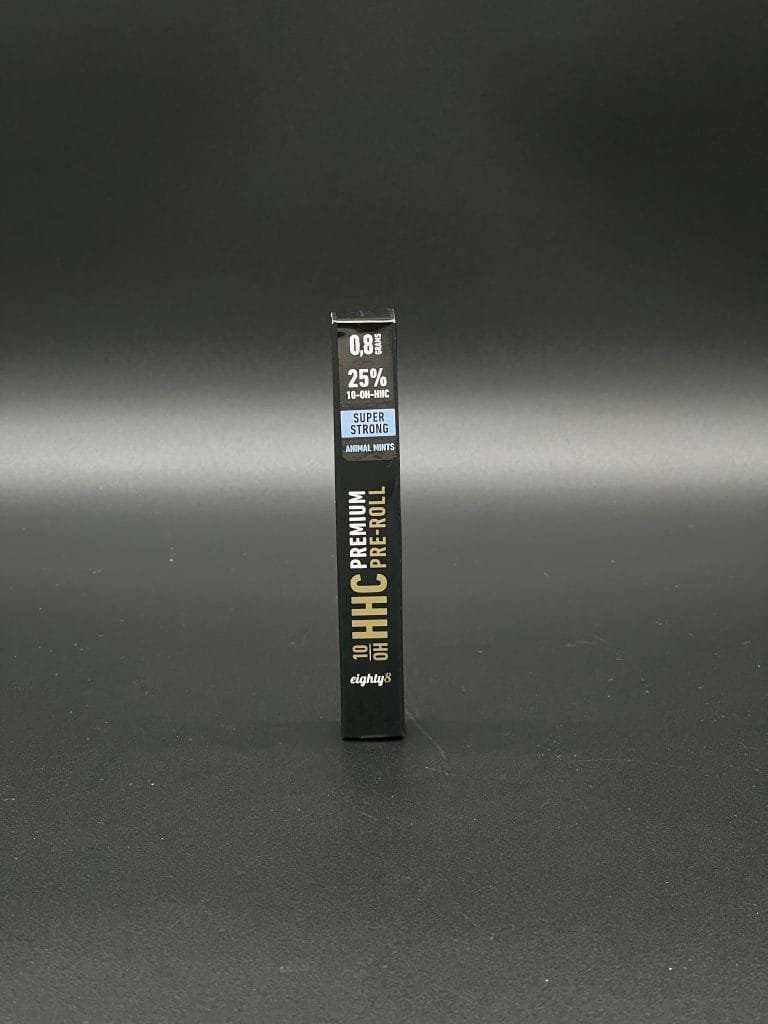 0,8 GRAMS
25%
10-OH-HHC
SUPER
STRONG
ANIMAL MINTS
10
OH
HHC
PREMIUM
PRE-ROLL
eighty8